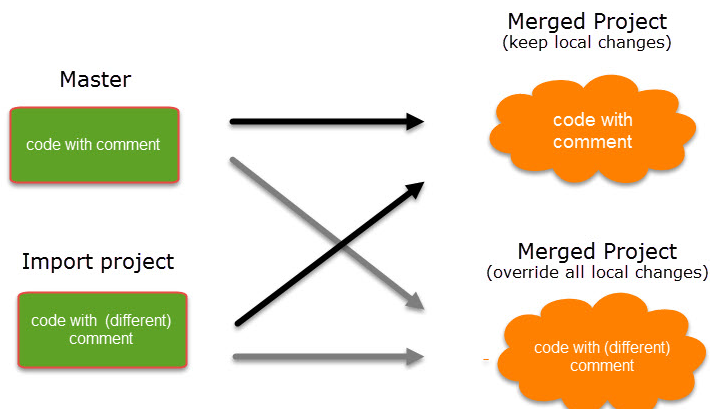 Merged Project
(keep local changes)
Master
code with comment
code with
comment
Import project
Merged Project
(override all local changes)
code with (different)
comment
code with (different)
comment